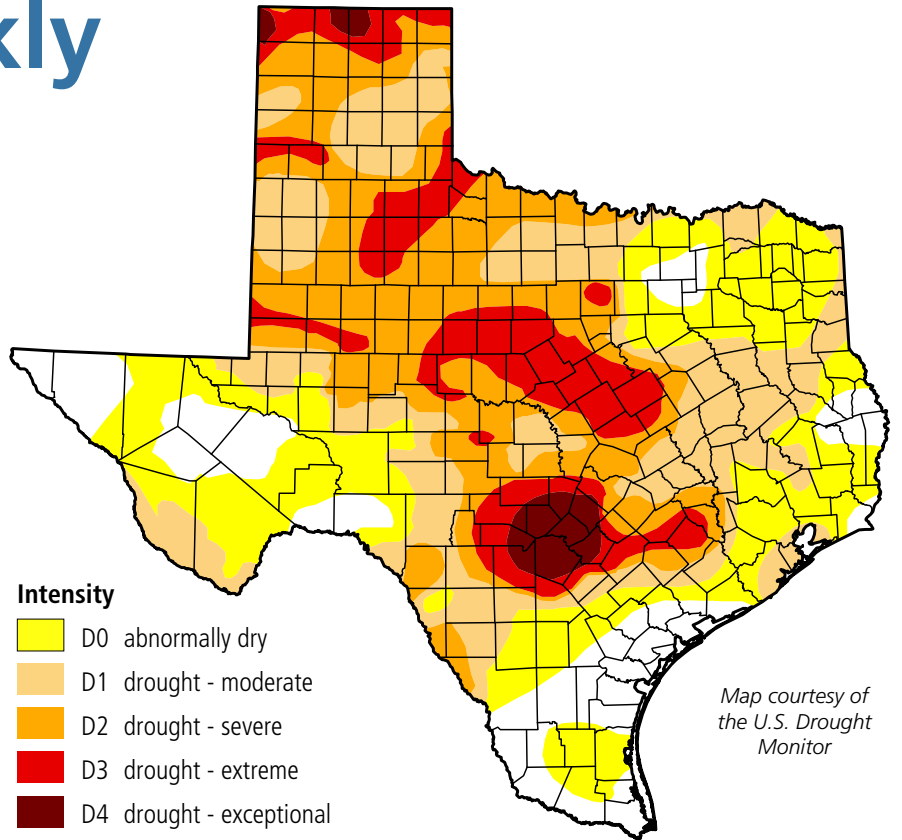 kly
Intensity
D0 abnormally dry
D1 drought - moderate
D2 drought - severe
D3 drought - extreme
D4 drought - exceptional
Map courtesy of
the U.S. Drought
Monitor